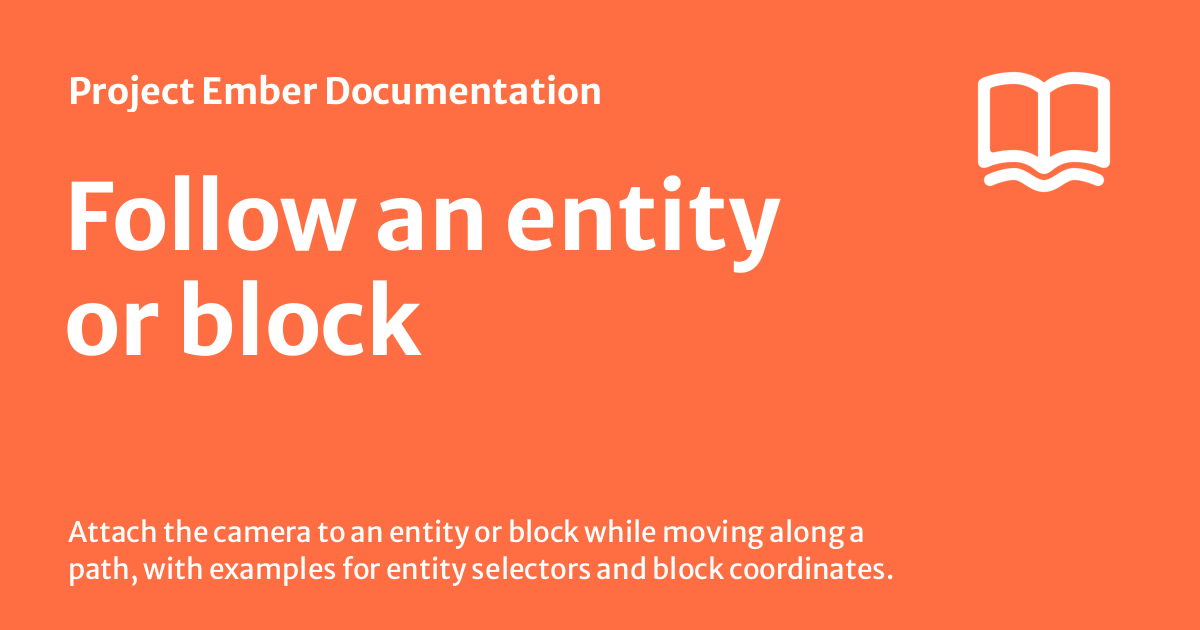 Project Ember Documentation
Follow an entity
or block
Attach the camera to an entity or block while moving along a
path, with examples for entity selectors and block coordinates.